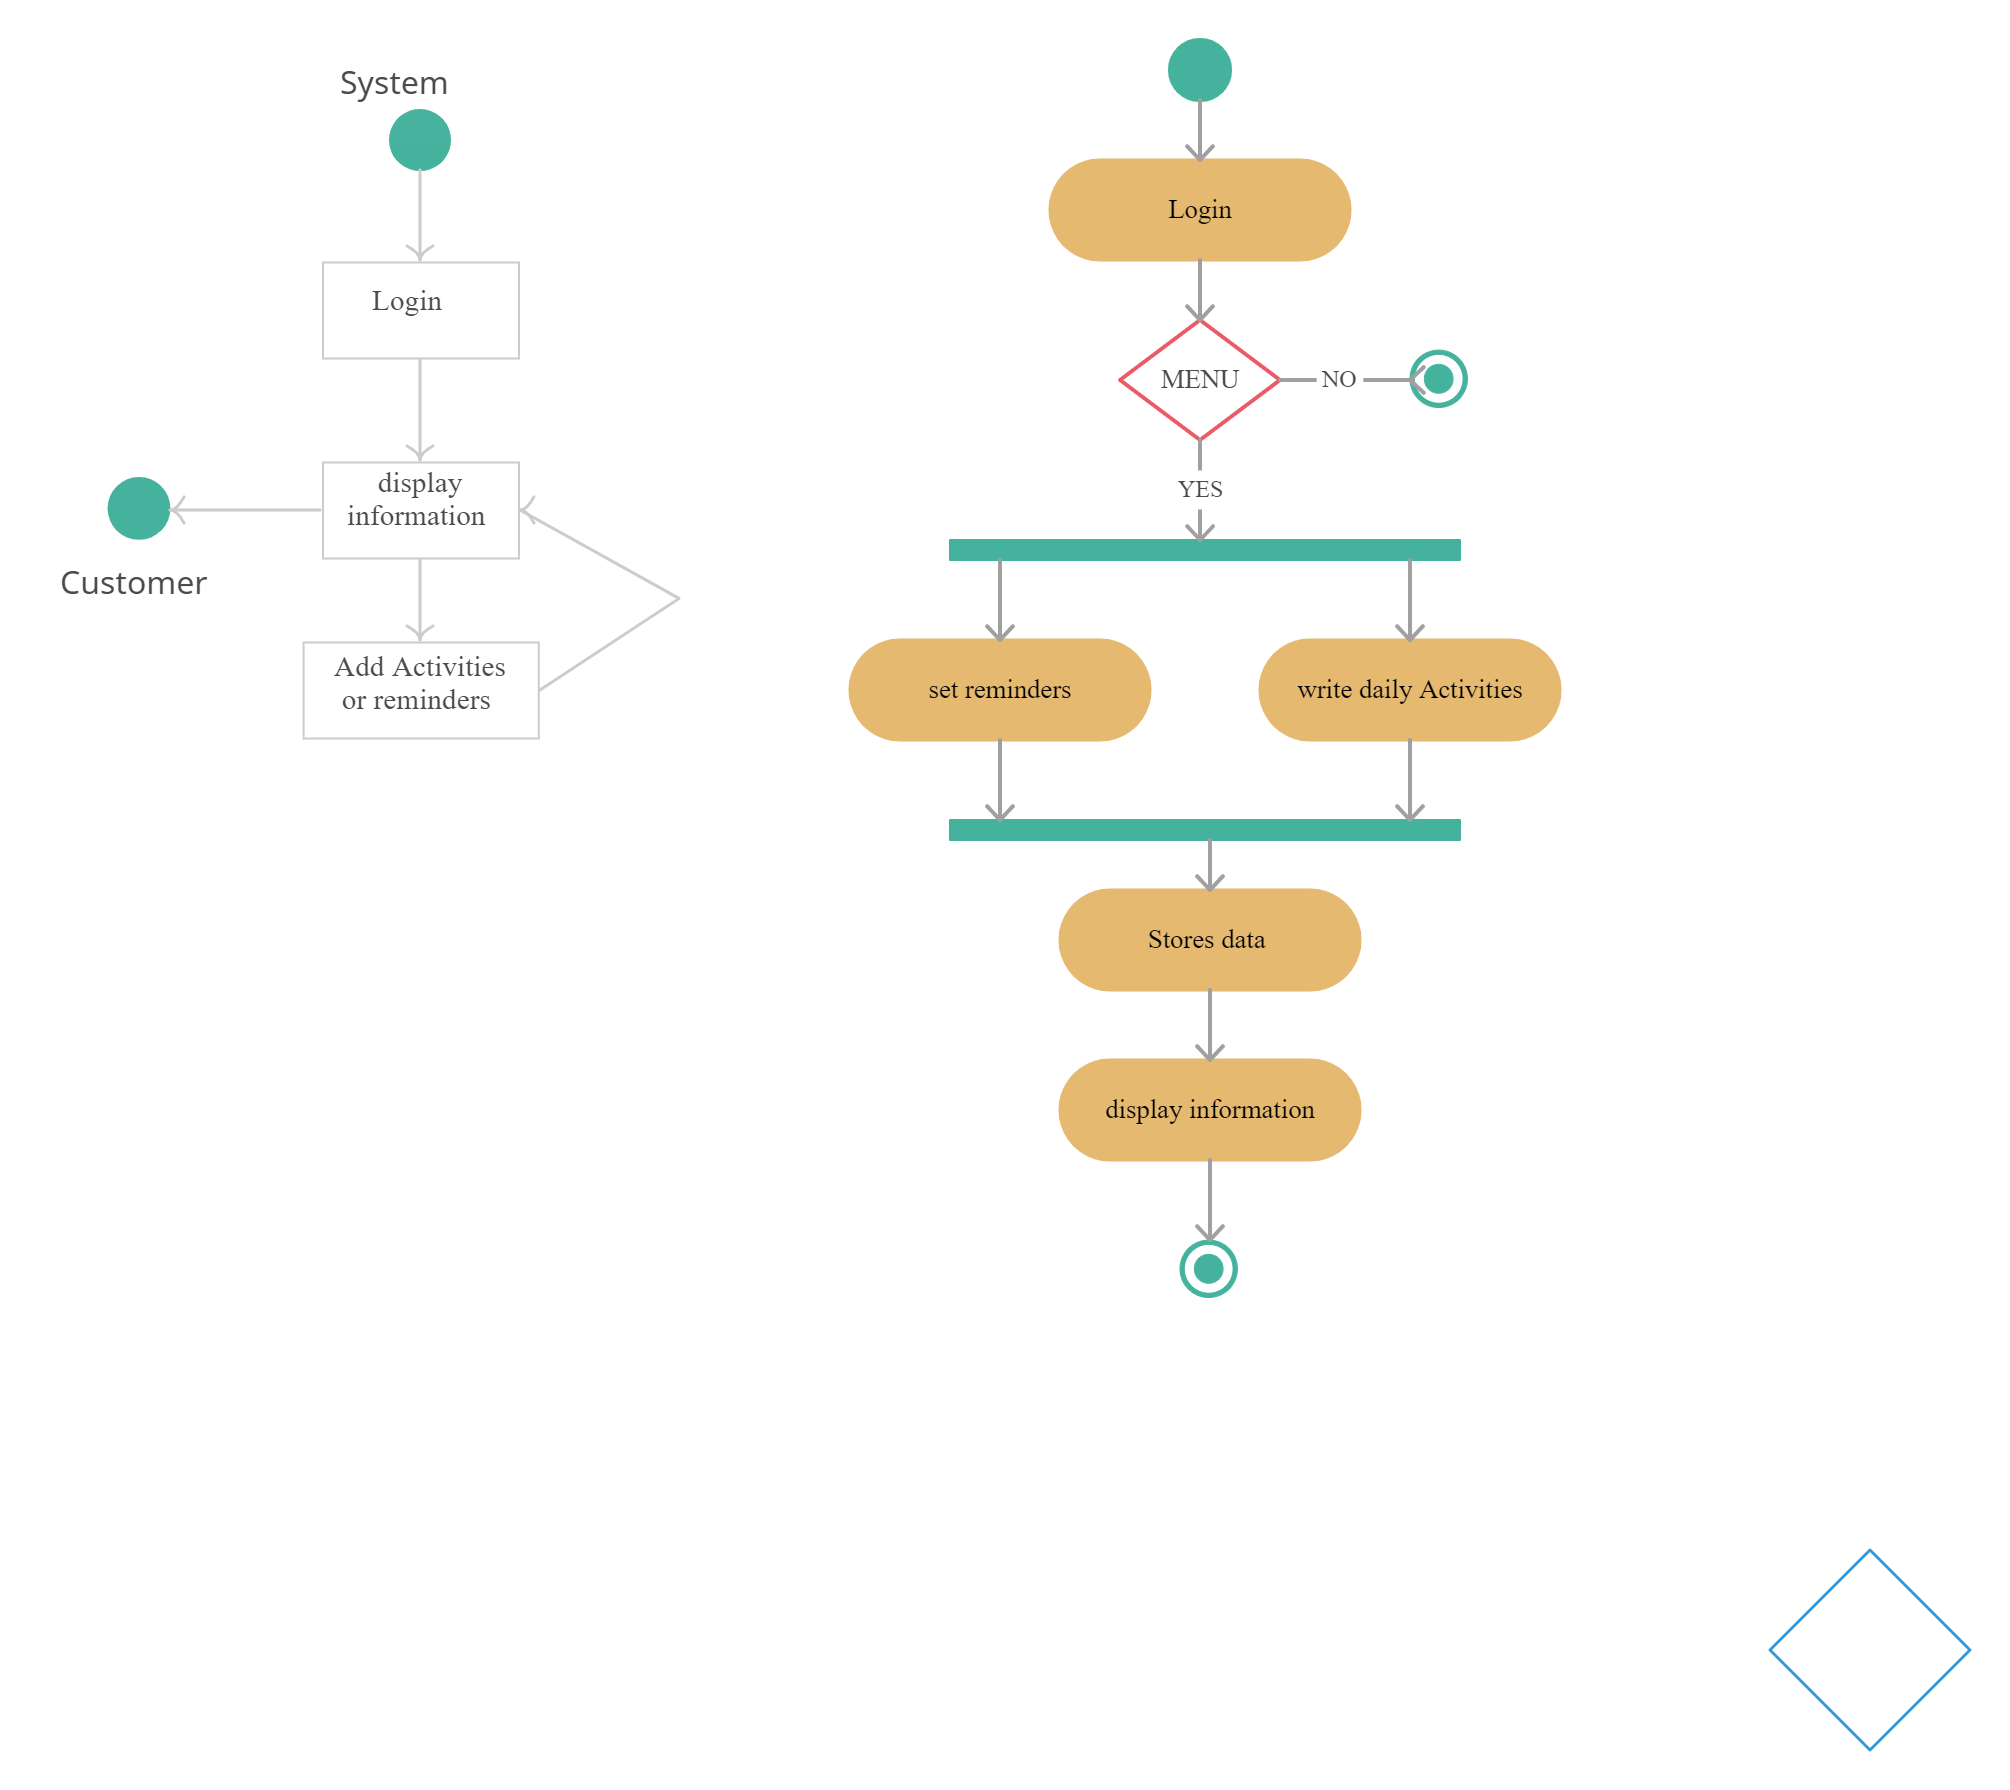 System
Login
display
information
Customer
Add Activities
or reminders
Login
MENU
NO
YES
set reminders
write daily Activities
Stores data
display information